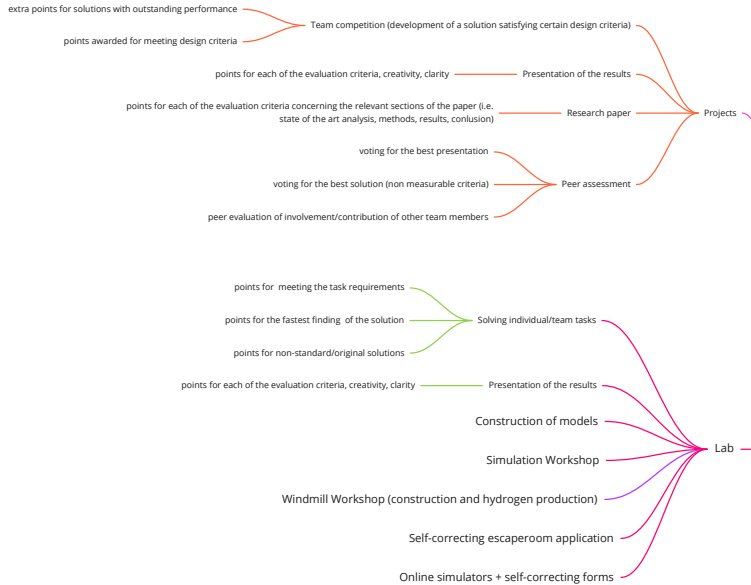 extra points for solutions with outstanding performance
Team competition (development of a solution satisfying certain design criteria)
points awarded for meeting design criteria
points for each of the evaluation criteria, creativity, clarity
Presentation of the results
points for each of the evaluation criteria concerning the relevant sections of the paper (i.e.
state of the art analysis, methods, results, conlusion)
Research paper
Projects
voting for the best presentation
voting for the best solution (non measurable criteria)
Peer assessment
peer evaluation of involvement/contribution of other team members
points for  meeting the task requirements
points for the fastest finding  of the solution
Solving individual/team tasks
points for non-standard/original solutions
points for each of the evaluation criteria, creativity, clarity
Presentation of the results
Construction of models
Lab
Simulation Workshop
Windmill Workshop (construction and hydrogen production)
Self-correcting escaperoom application
Online simulators + self-correcting forms